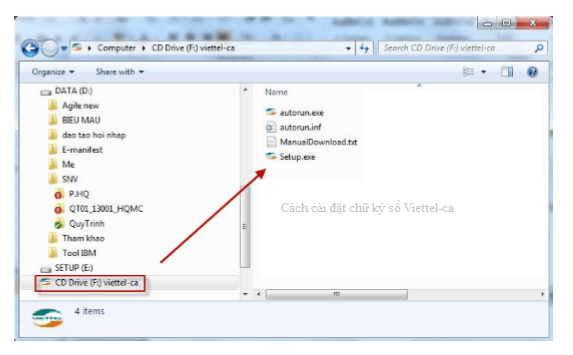 Computer ▸ CD Drive (F:) viettel-ca
Search CD Drive (F:) viettel-ca
Organize Share with
DATA (D:)
Agile new
BIEU MAU
dao tao hoi nhap
E-manifest
Me
SNV
P.HQ
QT01_13001_HQMC
QuyTrinh
Tham khao
Tool IBM
SETUP (E:)
CD Drive (F:) viettel-ca
Name
autorun.exe
autorun.inf
ManualDownload.txt
Setup.exe
Cách cài đặt chữ ký số Viettel-ca
4 items